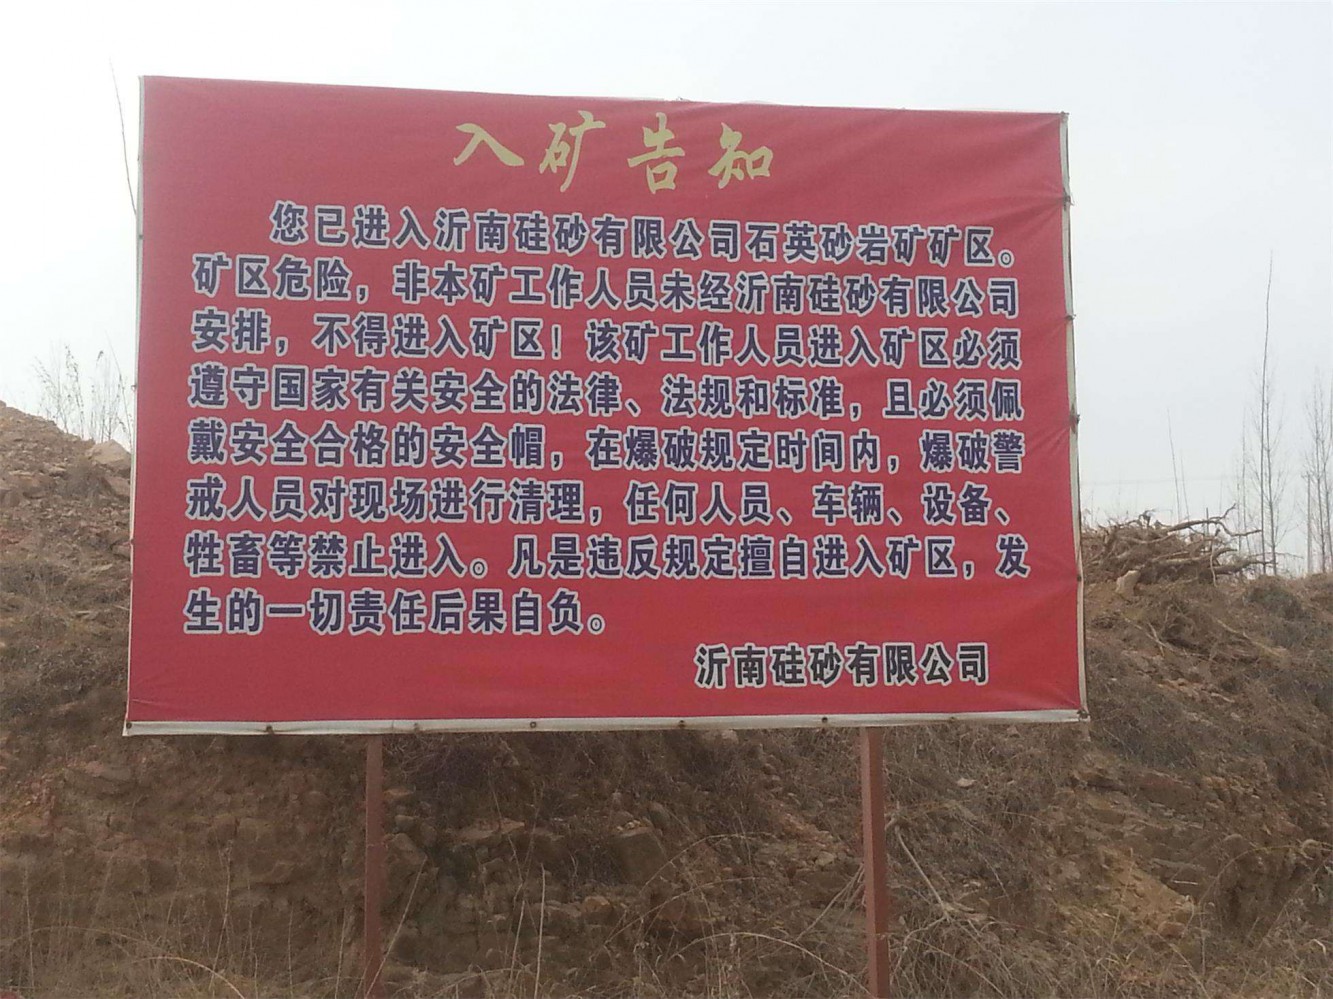 入矿告知
您已进入沂南硅砂有限公司石英砂岩矿矿区。
矿区危险，非本矿工作人员未经沂南硅砂有限公司
安排，不得进入矿区！该矿工作人员进入矿区必须
遵守国家有关安全的法律、法规和标准，且必须佩
戴安全合格的安全帽，在爆破规定时间内，爆破警
戒人员对现场进行清理，任何人员、车辆、设备、
牲畜等禁止进入。凡是违反规定擅自进入矿区，发
生的一切责任后果自负。
沂南硅砂有限公司